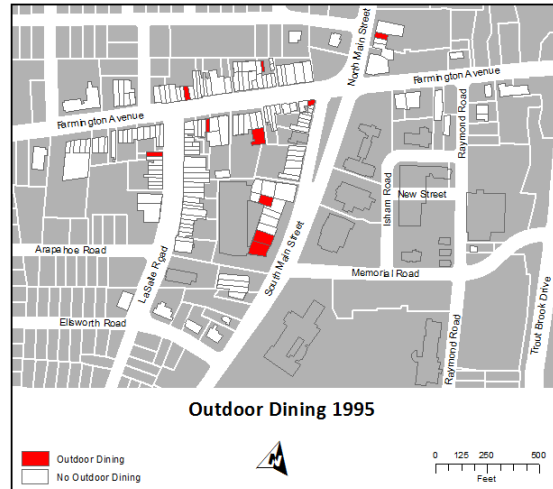 North Main Street
Farmington Avenue
Raymond Road
Farmington Avenue
Isham Road
New Street
Arapahoe Road
LaSalle Road
South Main Street
Memorial Road
Ellsworth Road
Raymond Road
Trout Brook Drive
Outdoor Dining 1995
Outdoor Dining
No Outdoor Dining
N
0 125 250 500
Feet